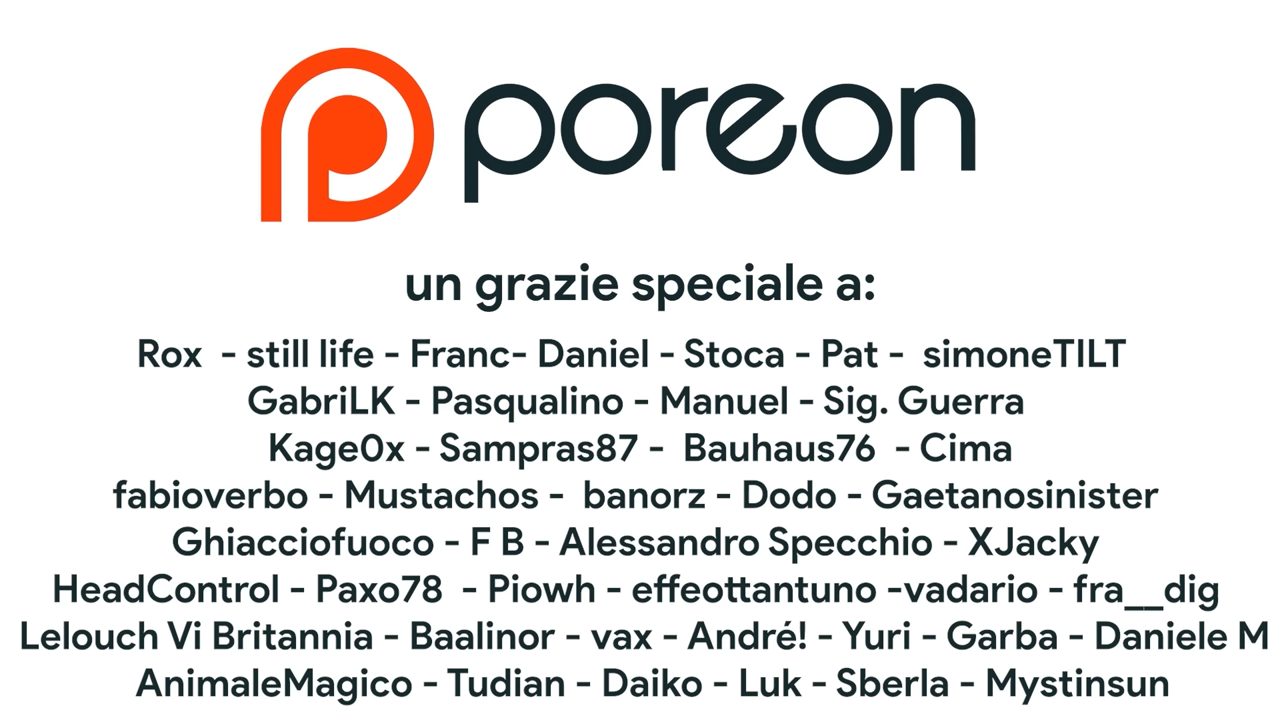 poreon
un grazie speciale a:
Rox - still life - Franc- Daniel - Stoca - Pat - simoneTILT
GabriLK - Pasqualino - Manuel - Sig. Guerra
Kage0x - Sampras87 - Bauhaus76 - Cima
fabioverbo - Mustachos - banorz - Dodo - Gaetanosinister
Ghiacciofuoco - F B - Alessandro Specchio - XJacky
HeadControl - Paxo78 - Piowh - effeottantuno -vadario - fra__dig
Lelouch Vi Britannia - Baalinor - vax - André! - Yuri - Garba - Daniele M
AnimaleMagico - Tudian - Daiko - Luk - Sberla - Mystinsun